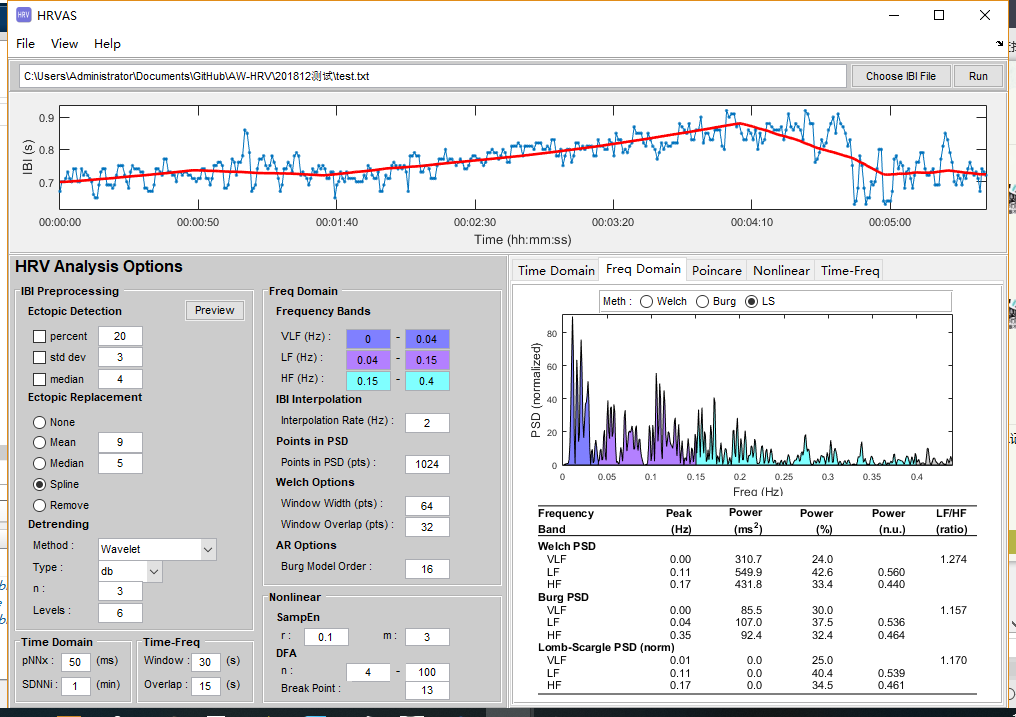 HRV HRVAS
File View Help
C:\Users\Administrator\Documents\GitHub\AW-HRV\201812测试\test.txt Choose IBI File Run
IBI (s)
0.9
0.8
0.7
00:00:00 00:00:50 00:01:40 00:02:30 00:03:20 00:04:10 00:05:00
Time (hh:mm:ss)
HRV Analysis Options
IBI Preprocessing
Ectopic Detection Preview
percent 20
std dev 3
median 4
Ectopic Replacement
None
Mean 9
Median 5
Spline
Remove
Detrending
Method : Wavelet
Type : db
n : 3
Levels : 6
Time Domain
pNNx : 50 (ms)
SDNNi : 1 (min)
Time-Freq
Window : 30 (s)
Overlap : 15 (s)
Freq Domain
Frequency Bands
VLF (Hz) : 0 - 0.04
LF (Hz) : 0.04 - 0.15
HF (Hz) : 0.15 - 0.4
IBI Interpolation
Interpolation Rate (Hz) : 2
Points in PSD
Points in PSD (pts) : 1024
Welch Options
Window Width (pts) : 64
Window Overlap (pts) : 32
AR Options
Burg Model Order : 16
Nonlinear
SampEn
r : 0.1 m : 3
DFA
n : 4 - 100
Break Point : 13
Time Domain Freq Domain Poincare Nonlinear Time-Freq
Meth : Welch Burg LS
PSD (normalized)
80
60
40
20
0
0 0.05 0.1 0.15 0.2 0.25 0.3 0.35 0.4
Freq (Hz)
Frequency Peak Power Power Power LF/HF
Band (Hz) (ms²) (%) (n.u.) (ratio)
Welch PSD
VLF 0.00 310.7 24.0 1.274
LF 0.11 549.9 42.6 0.560
HF 0.17 431.8 33.4 0.440
Burg PSD
VLF 0.00 85.5 30.0 1.157
LF 0.04 107.0 37.5 0.536
HF 0.35 92.4 32.4 0.464
Lomb-Scargle PSD (norm)
VLF 0.01 0.0 25.0 1.170
LF 0.11 0.0 40.4 0.539
HF 0.17 0.0 34.5 0.461